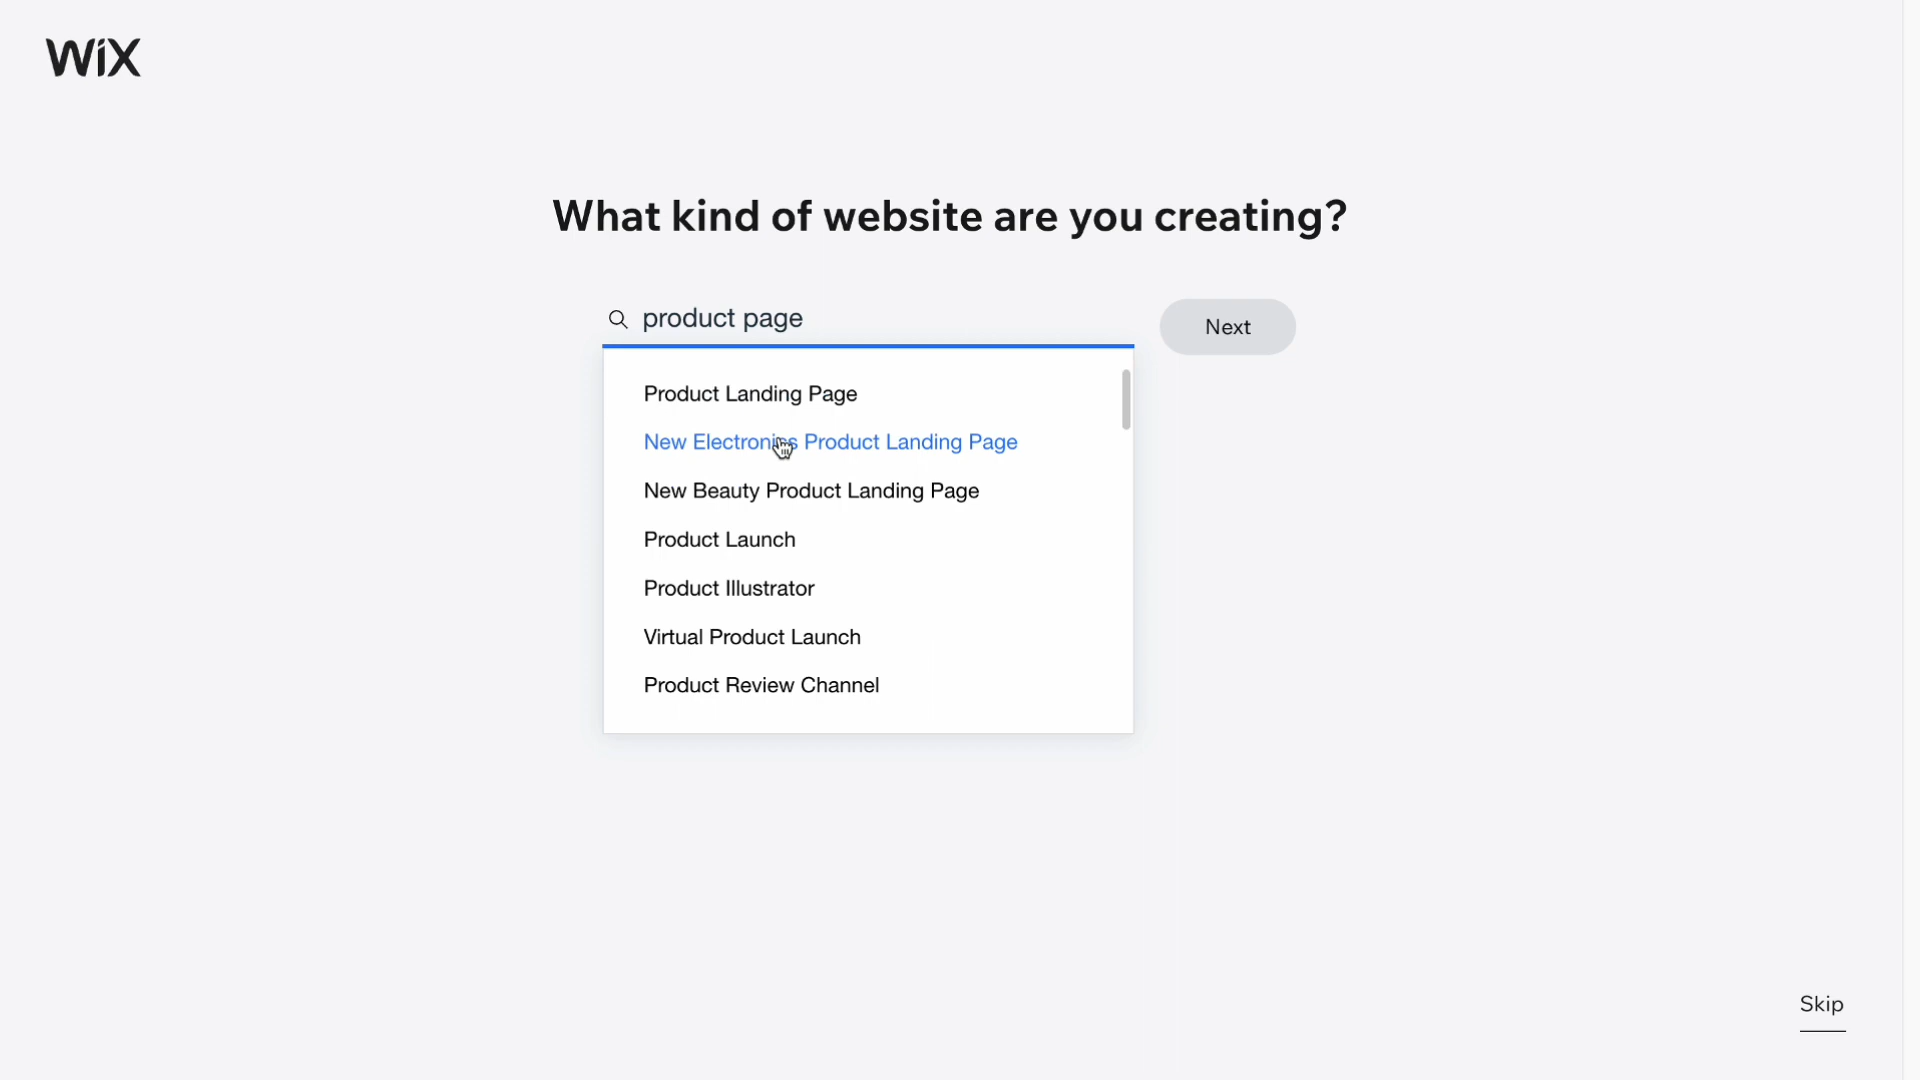 WiX
What kind of website are you creating?
product page
Next
Product Landing Page
New Electronics Product Landing Page
New Beauty Product Landing Page
Product Launch
Product Illustrator
Virtual Product Launch
Product Review Channel
Skip